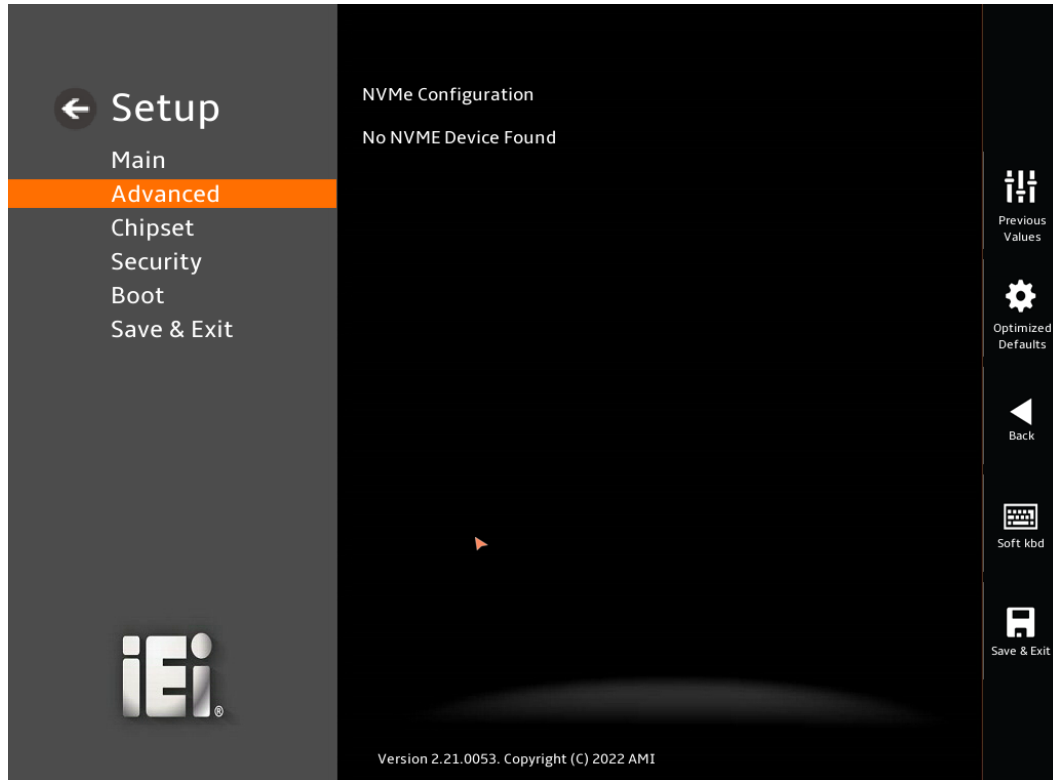 Setup
Main
Advanced
Chipset
Security
Boot
Save & Exit
iEi®
NVMe Configuration
No NVME Device Found
Version 2.21.0053. Copyright (C) 2022 AMI
Previous
Values
Optimized
Defaults
Back
Soft kbd
Save & Exit